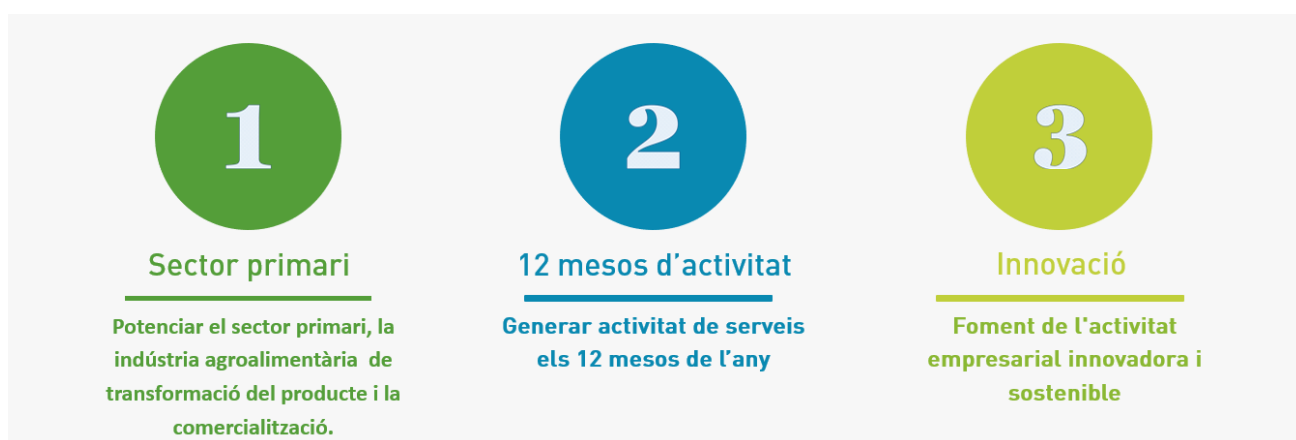 1
Sector primari
Potenciar el sector primari, la
indústria agroalimentària de
transformació del producte i la
comercialització.
2
12 mesos d’activitat
Generar activitat de serveis
els 12 mesos de l’any
3
Innovació
Foment de l'activitat
empresarial innovadora i
sostenible